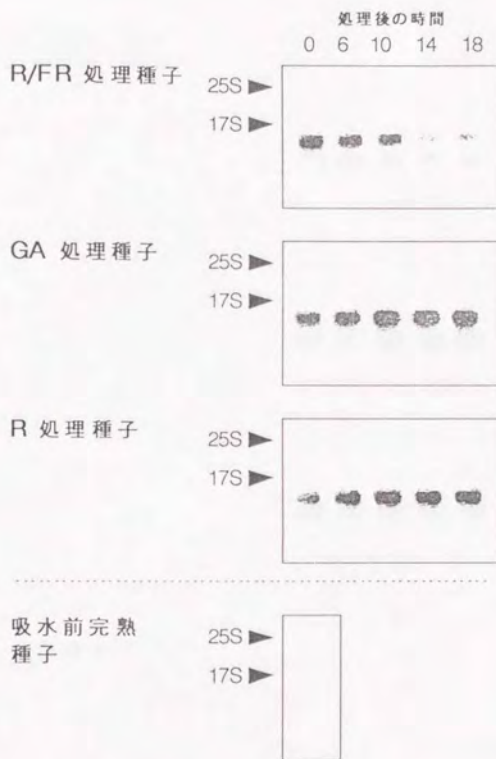 処理後の時間
0 6 10 14 18
R/FR 処理種子
25S
17S
GA 処理種子
25S
17S
R 処理種子
25S
17S
吸水前完熟
種子
25S
17S